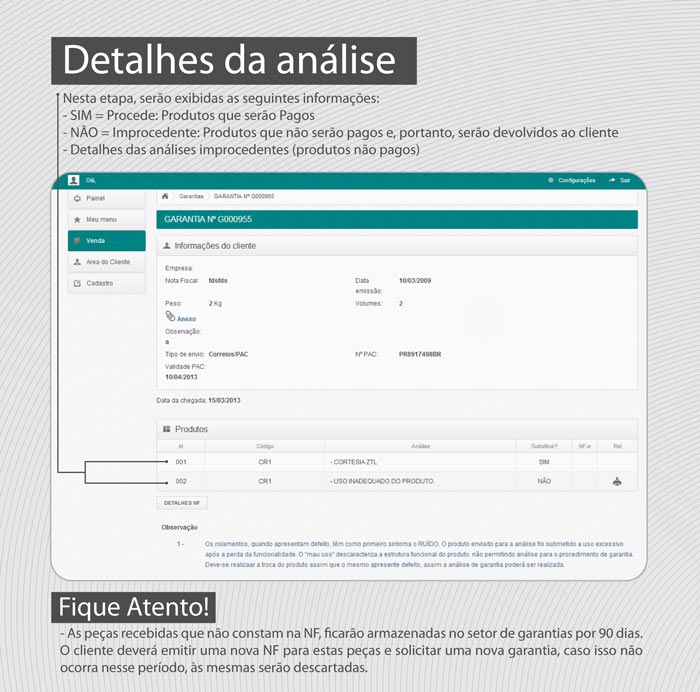 Detalhes da análise
Nesta etapa, serão exibidas as seguintes informações:
- SIM = Procede: Produtos que serão Pagos
- NÃO = Improcedente: Produtos que não serão pagos e, portanto, serão devolvidos ao cliente
- Detalhes das análises improcedentes (produtos não pagos)
Olá,
Configurações
Sair
Painel
Meu menu
Venda
Area do Cliente
Cadastro
Garantias
GARANTIA Nº G000955
GARANTIA Nº G000955
Informações do cliente
Empresa:
Nota Fiscal: fdsfds Data emissão: 10/03/2009
Peso: 2 Kg Volumes: 2
Anexo
Observação:
a
Tipo de envio: Correios/PAC Nº PAC: PR8917498BR
Validade PAC:
10/04/2013
Data da chegada: 15/03/2013
Produtos
Id Código Análise Substituir? NF-e Rel
001 CR1 - CORTESIA ZTL SIM
002 CR1 - USO INADEQUADO DO PRODUTO. NÃO
DETALHES NF
Observação
1 - Os rolamentos, quando apresentam defeito, têm como primeiro sintoma o RUÍDO. O produto enviado para a análise foi submetido a uso excessivo
após a perda da funcionalidade. O "mau uso" descaracteriza a estrutura funcional do produto, não permitindo análise para o procedimento de garantia.
Deve-se realizaar a troca do produto assim que o mesmo apresente defeito, assim a análise de garantia poderá ser realizada.
Fique Atento!
- As peças recebidas que não constam na NF, ficarão armazenadas no setor de garantias por 90 dias.
O cliente deverá emitir uma nova NF para estas peças e solicitar uma nova garantia, caso isso não
ocorra nesse período, às mesmas serão descartadas.